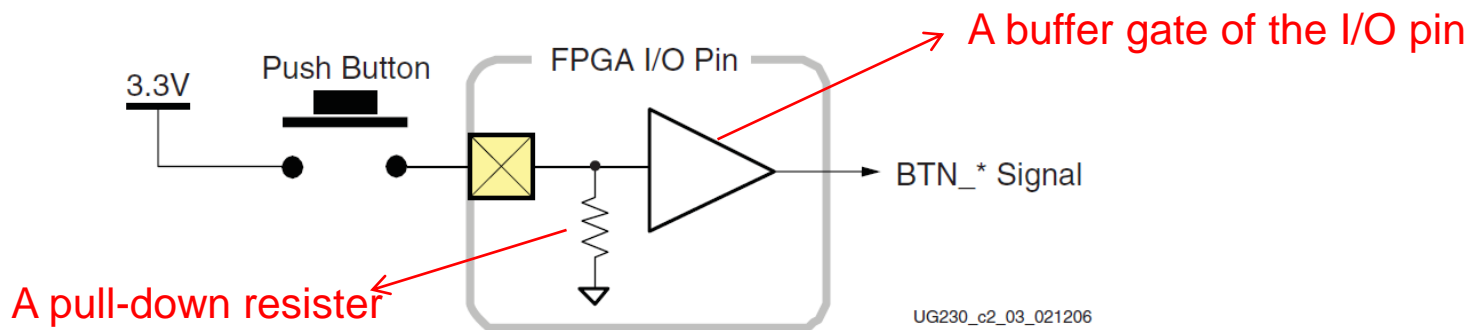 A buffer gate of the I/O pin
FPGA I/O Pin
Push Button
3.3V
BTN_* Signal
A pull-down resister
UG230_c2_03_021206